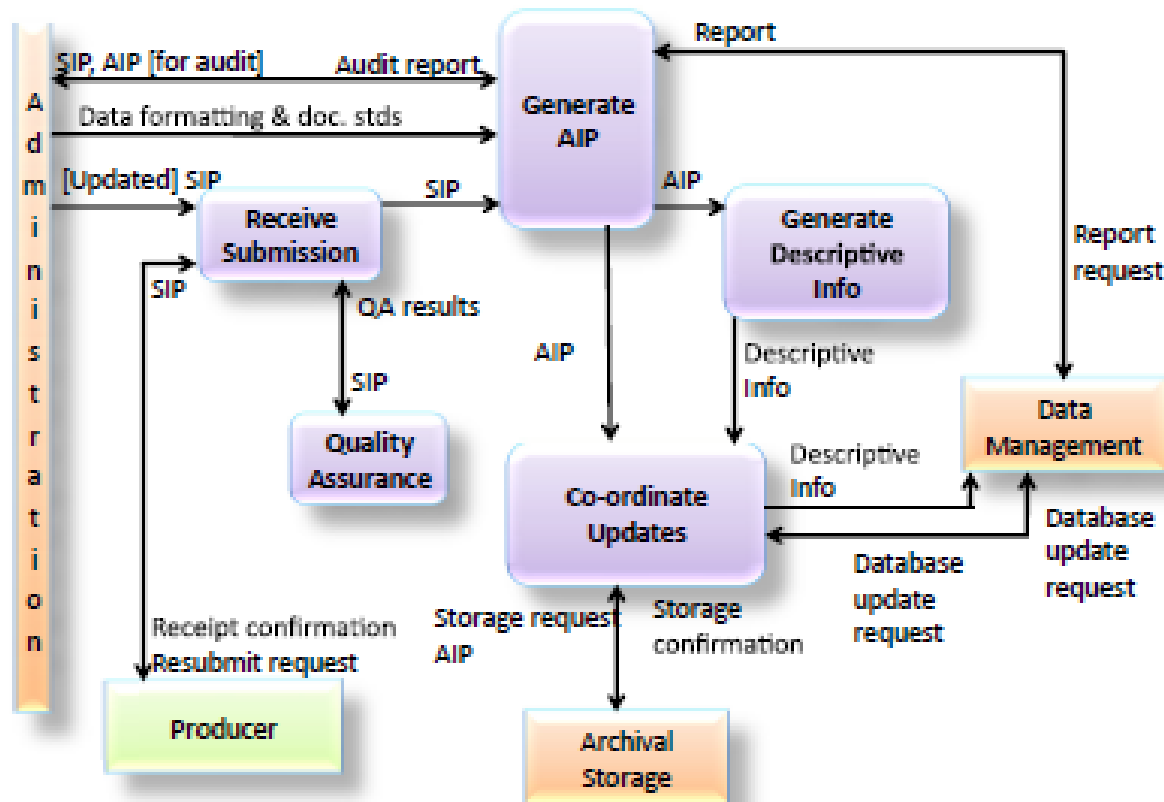 Report
SIP, AIP [for audit]
Audit report
Generate
AIP
Data formatting & doc. stds
[Updated] SIP
SIP
AIP
Receive
Submission
Generate
Descriptive
Info
Report
request
SIP
QA results
AIP
Descriptive
Info
SIP
Data
Management
Quality
Assurance
Descriptive
Info
Co-ordinate
Updates
Database
update
request
Database
update
request
Storage request
AIP
Storage
confirmation
Receipt confirmation
Resubmit request
Producer
Archival
Storage
Administration